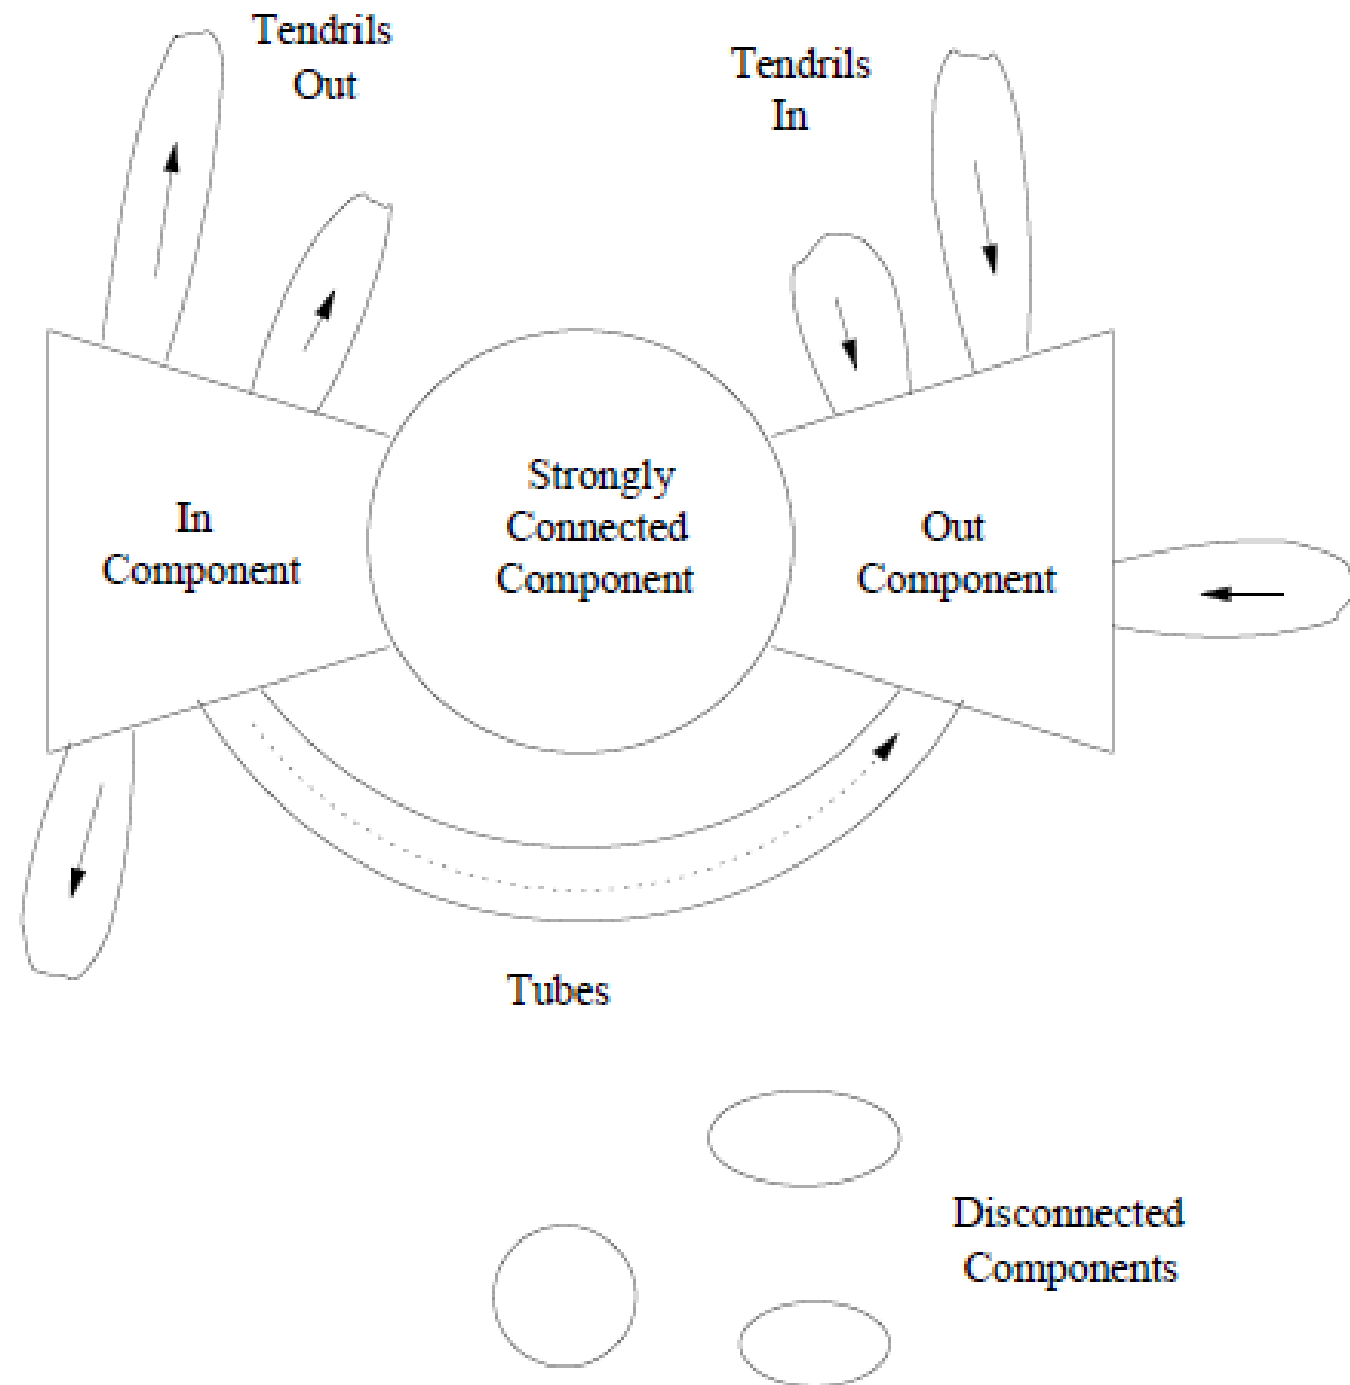 Tendrils
Out
Tendrils
In
In
Component
Strongly
Connected
Component
Out
Component
Tubes
Disconnected
Components